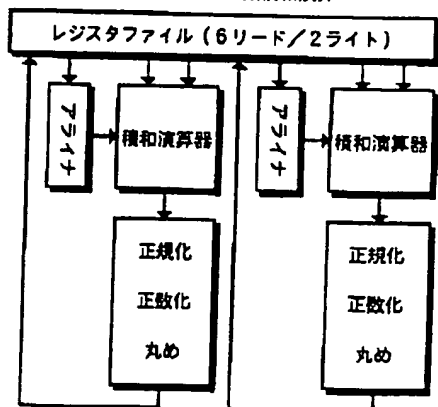 レジスタファイル(6リード/2ライト)
アライナ
積和演算器
アライナ
積和演算器
正規化
正数化
丸め
正規化
正数化
丸め